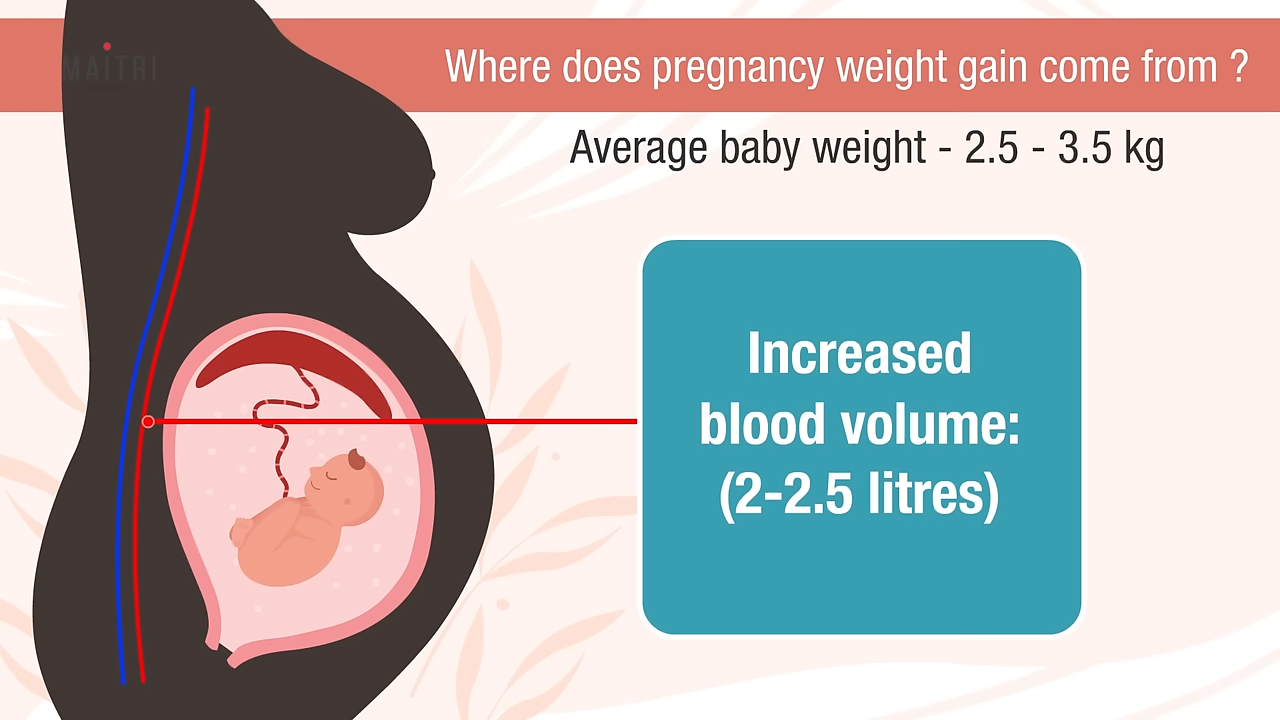 MAITRI
Where does pregnancy weight gain come from ?
Average baby weight - 2.5 - 3.5 kg
Increased
blood volume:
(2-2.5 litres)